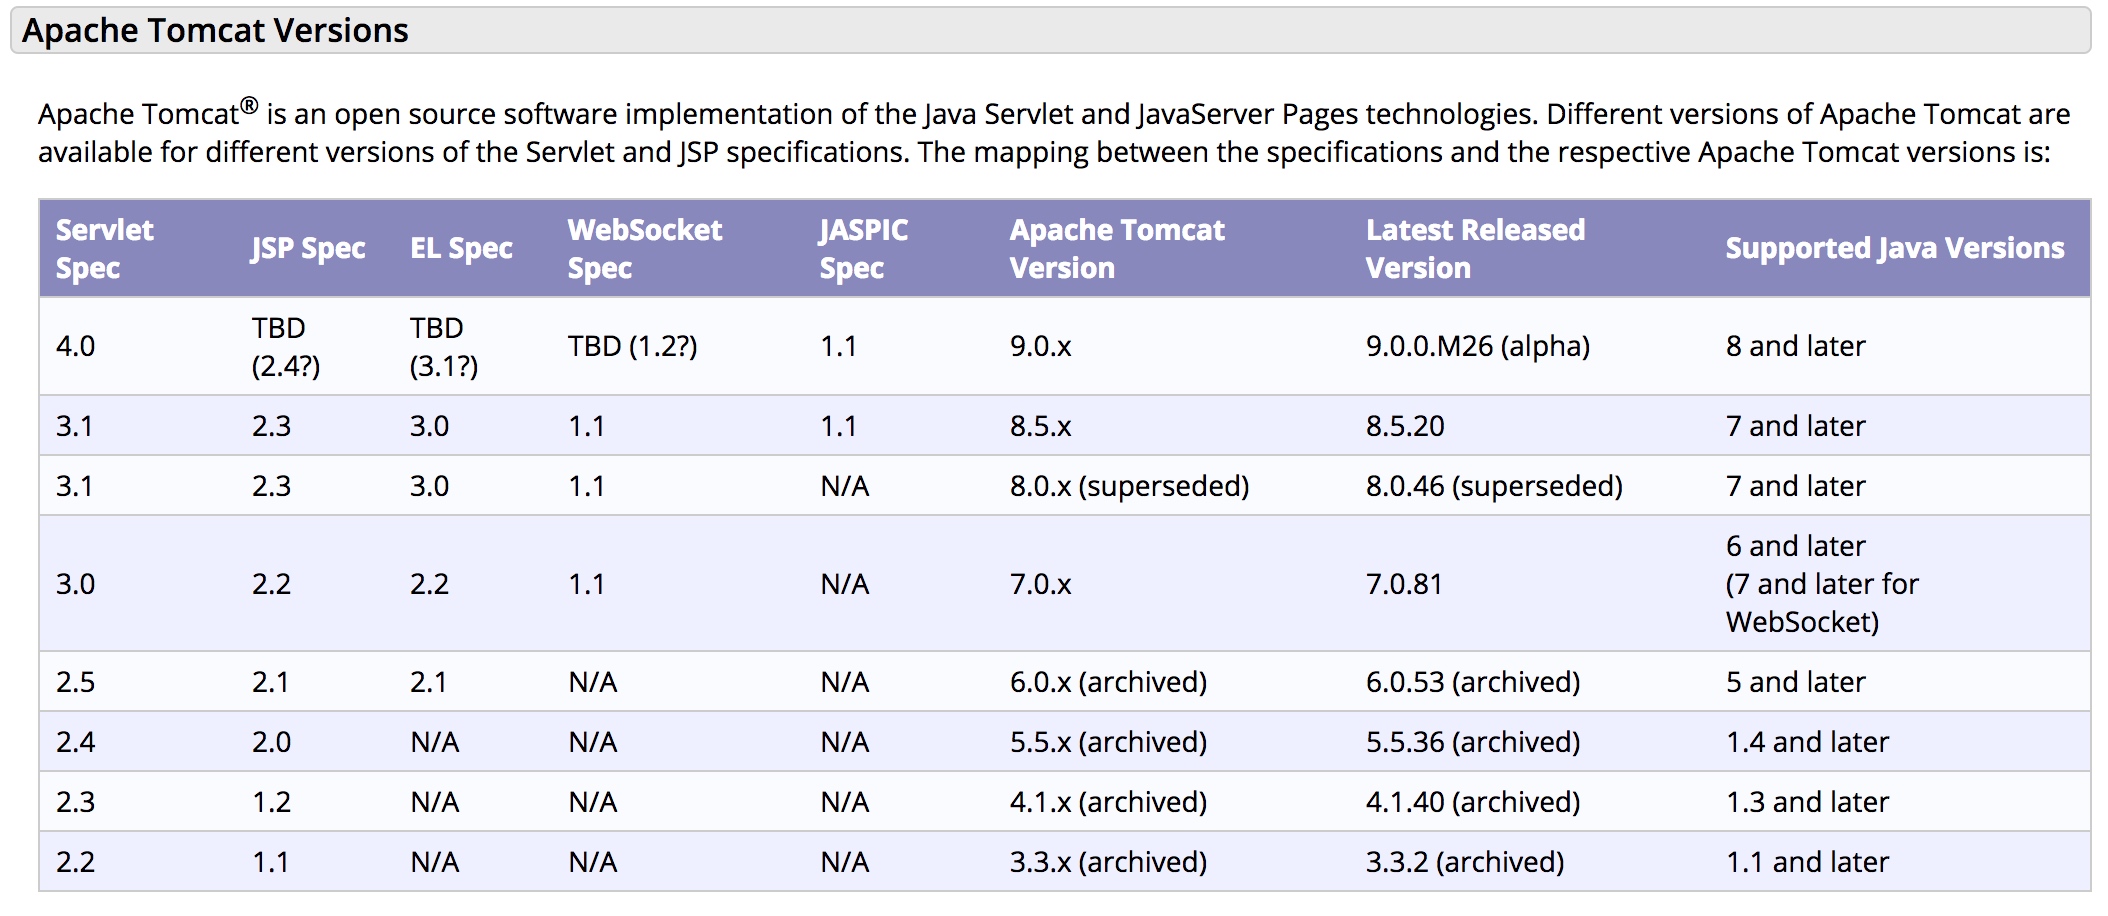 Apache Tomcat Versions
Apache Tomcat® is an open source software implementation of the Java Servlet and JavaServer Pages technologies. Different versions of Apache Tomcat are
available for different versions of the Servlet and JSP specifications. The mapping between the specifications and the respective Apache Tomcat versions is:
Servlet Spec JSP Spec EL Spec WebSocket Spec JASPIC Spec Apache Tomcat Version Latest Released Version Supported Java Versions
4.0 TBD (2.4?) TBD (3.1?) TBD (1.2?) 1.1 9.0.x 9.0.0.M26 (alpha) 8 and later
3.1 2.3 3.0 1.1 1.1 8.5.x 8.5.20 7 and later
3.1 2.3 3.0 1.1 N/A 8.0.x (superseded) 8.0.46 (superseded) 7 and later
3.0 2.2 2.2 1.1 N/A 7.0.x 7.0.81 6 and later (7 and later for WebSocket)
2.5 2.1 2.1 N/A N/A 6.0.x (archived) 6.0.53 (archived) 5 and later
2.4 2.0 N/A N/A N/A 5.5.x (archived) 5.5.36 (archived) 1.4 and later
2.3 1.2 N/A N/A N/A 4.1.x (archived) 4.1.40 (archived) 1.3 and later
2.2 1.1 N/A N/A N/A 3.3.x (archived) 3.3.2 (archived) 1.1 and later